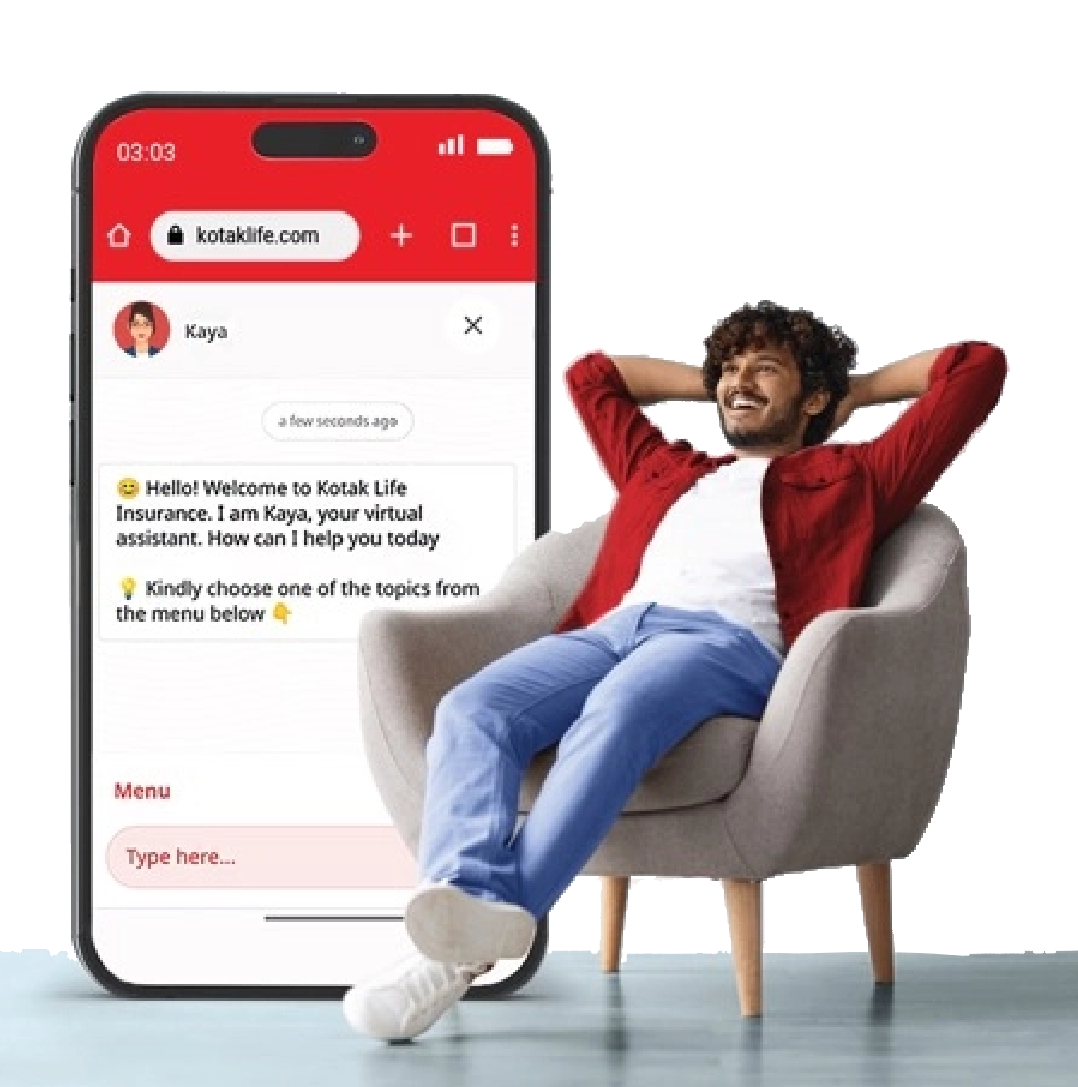 03:03
kotaklife.com
Kaya
a few seconds ago
😊 Hello! Welcome to Kotak Life
Insurance. I am Kaya, your virtual
assistant. How can I help you today
💡 Kindly choose one of the topics from
the menu below 👇
Menu
Type here...